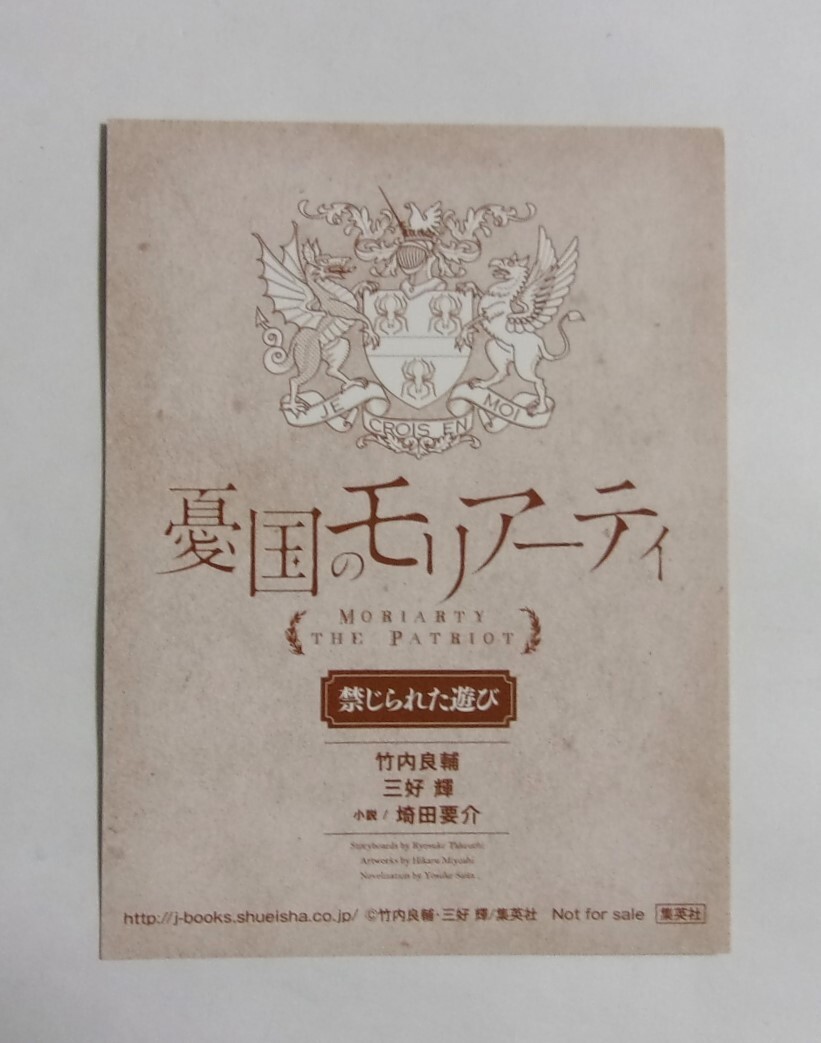 JE CROIS EN MOI
憂国のモリアーティ
MORIARTY
THE PATRIOT
禁じられた遊び
竹内良輔
三好 輝
小説/ 埼田要介
Storyboards by Ryosuke Takeuchi
Artworks by Hikaru Miyoshi
Novelization by Yosuke Saita
http://j-books.shueisha.co.jp/ ©竹内良輔・三好 輝/集英社 Not for sale 集英社